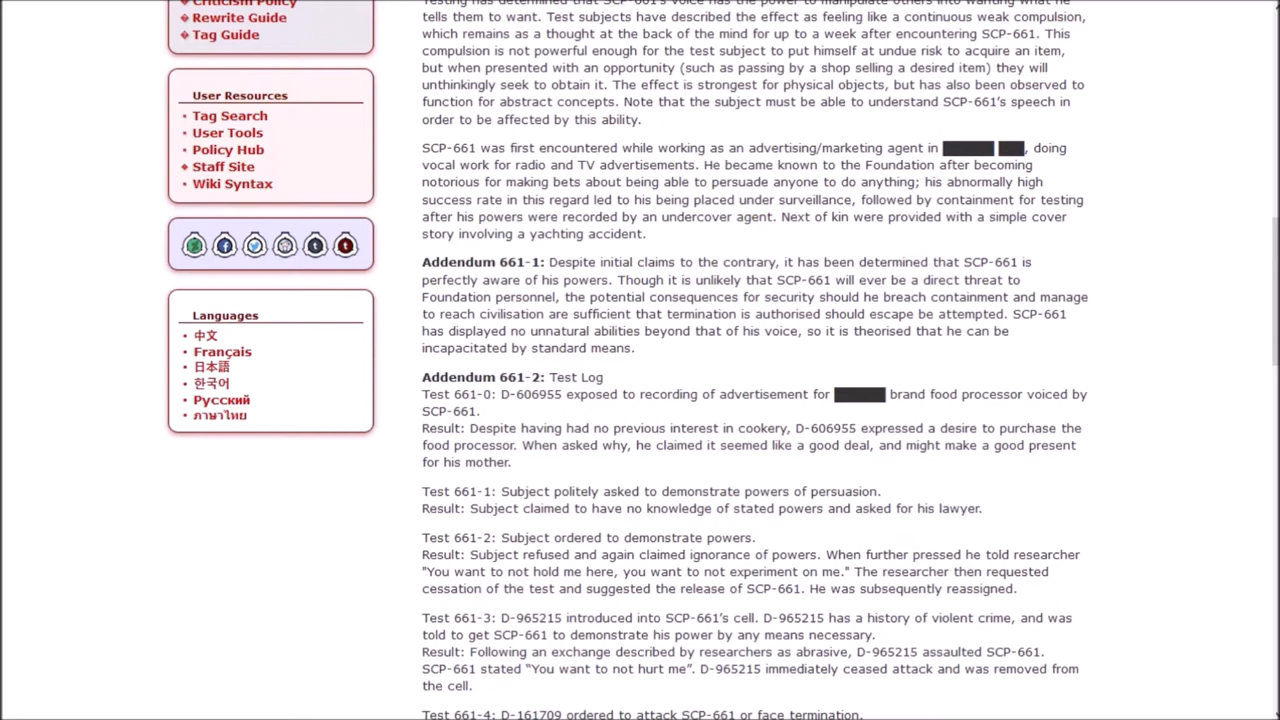 Criticism Policy
Rewrite Guide
Tag Guide
User Resources
Tag Search
User Tools
Policy Hub
Staff Site
Wiki Syntax
Languages
中文
Français
日本語
한국어
Русский
ภาษาไทย
Testing has determined that SCP-661's voice has the power to manipulate others into wanting what he
tells them to want. Test subjects have described the effect as feeling like a continuous weak compulsion,
which remains as a thought at the back of the mind for up to a week after encountering SCP-661. This
compulsion is not powerful enough for the test subject to put himself at undue risk to acquire an item,
but when presented with an opportunity (such as passing by a shop selling a desired item) they will
unthinkingly seek to obtain it. The effect is strongest for physical objects, but has also been observed to
function for abstract concepts. Note that the subject must be able to understand SCP-661's speech in
order to be affected by this ability.
SCP-661 was first encountered while working as an advertising/marketing agent in ██████ ███, doing
vocal work for radio and TV advertisements. He became known to the Foundation after becoming
notorious for making bets about being able to persuade anyone to do anything; his abnormally high
success rate in this regard led to his being placed under surveillance, followed by containment for testing
after his powers were recorded by an undercover agent. Next of kin were provided with a simple cover
story involving a yachting accident.
Addendum 661-1: Despite initial claims to the contrary, it has been determined that SCP-661 is
perfectly aware of his powers. Though it is unlikely that SCP-661 will ever be a direct threat to
Foundation personnel, the potential consequences for security should he breach containment and manage
to reach civilisation are sufficient that termination is authorised should escape be attempted. SCP-661
has displayed no unnatural abilities beyond that of his voice, so it is theorised that he can be
incapacitated by standard means.
Addendum 661-2: Test Log
Test 661-0: D-606955 exposed to recording of advertisement for ██████ brand food processor voiced by
SCP-661.
Result: Despite having had no previous interest in cookery, D-606955 expressed a desire to purchase the
food processor. When asked why, he claimed it seemed like a good deal, and might make a good present
for his mother.
Test 661-1: Subject politely asked to demonstrate powers of persuasion.
Result: Subject claimed to have no knowledge of stated powers and asked for his lawyer.
Test 661-2: Subject ordered to demonstrate powers.
Result: Subject refused and again claimed ignorance of powers. When further pressed he told researcher
"You want to not hold me here, you want to not experiment on me." The researcher then requested
cessation of the test and suggested the release of SCP-661. He was subsequently reassigned.
Test 661-3: D-965215 introduced into SCP-661's cell. D-965215 has a history of violent crime, and was
told to get SCP-661 to demonstrate his power by any means necessary.
Result: Following an exchange described by researchers as abrasive, D-965215 assaulted SCP-661.
SCP-661 stated “You want to not hurt me”. D-965215 immediately ceased attack and was removed from
the cell.
Test 661-4: D-161709 ordered to attack SCP-661 or face termination.